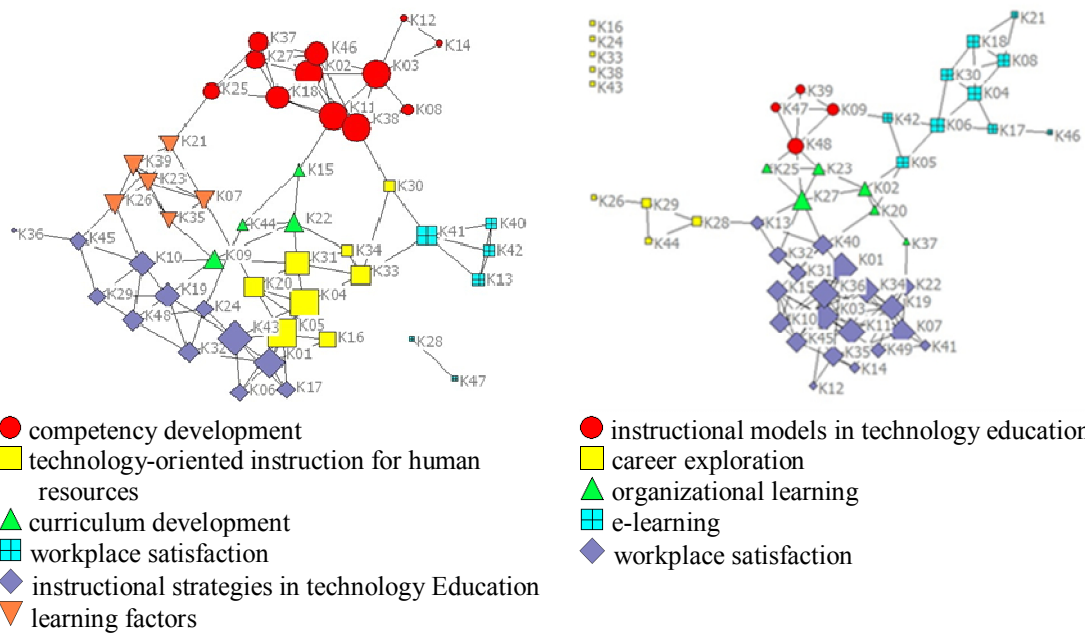 K12
K37
K46
K14
K27
K02
K03
K25
K18
K11
K08
K38
K21
K39
K15
K23
K30
K26
K07
K35
K44
K22
K40
K36
K45
K41
K42
K10
K09
K31
K34
K33
K13
K20
K29
K19
K04
K24
K48
K43
K05
K16
K28
K32
K01
K06
K17
K47
competency development
technology-oriented instruction for human
resources
curriculum development
workplace satisfaction
instructional strategies in technology Education
learning factors
K21
K16
K24
K33
K38
K43
K18
K08
K30
K04
K39
K47
K09
K42
K06
K17
K46
K48
K05
K25
K23
K02
K26
K29
K27
K20
K28
K13
K44
K40
K37
K32
K01
K31
K15
K36
K34
K22
K03
K19
K10
K11
K07
K45
K35
K49
K41
K14
K12
instructional models in technology education
career exploration
organizational learning
e-learning
workplace satisfaction